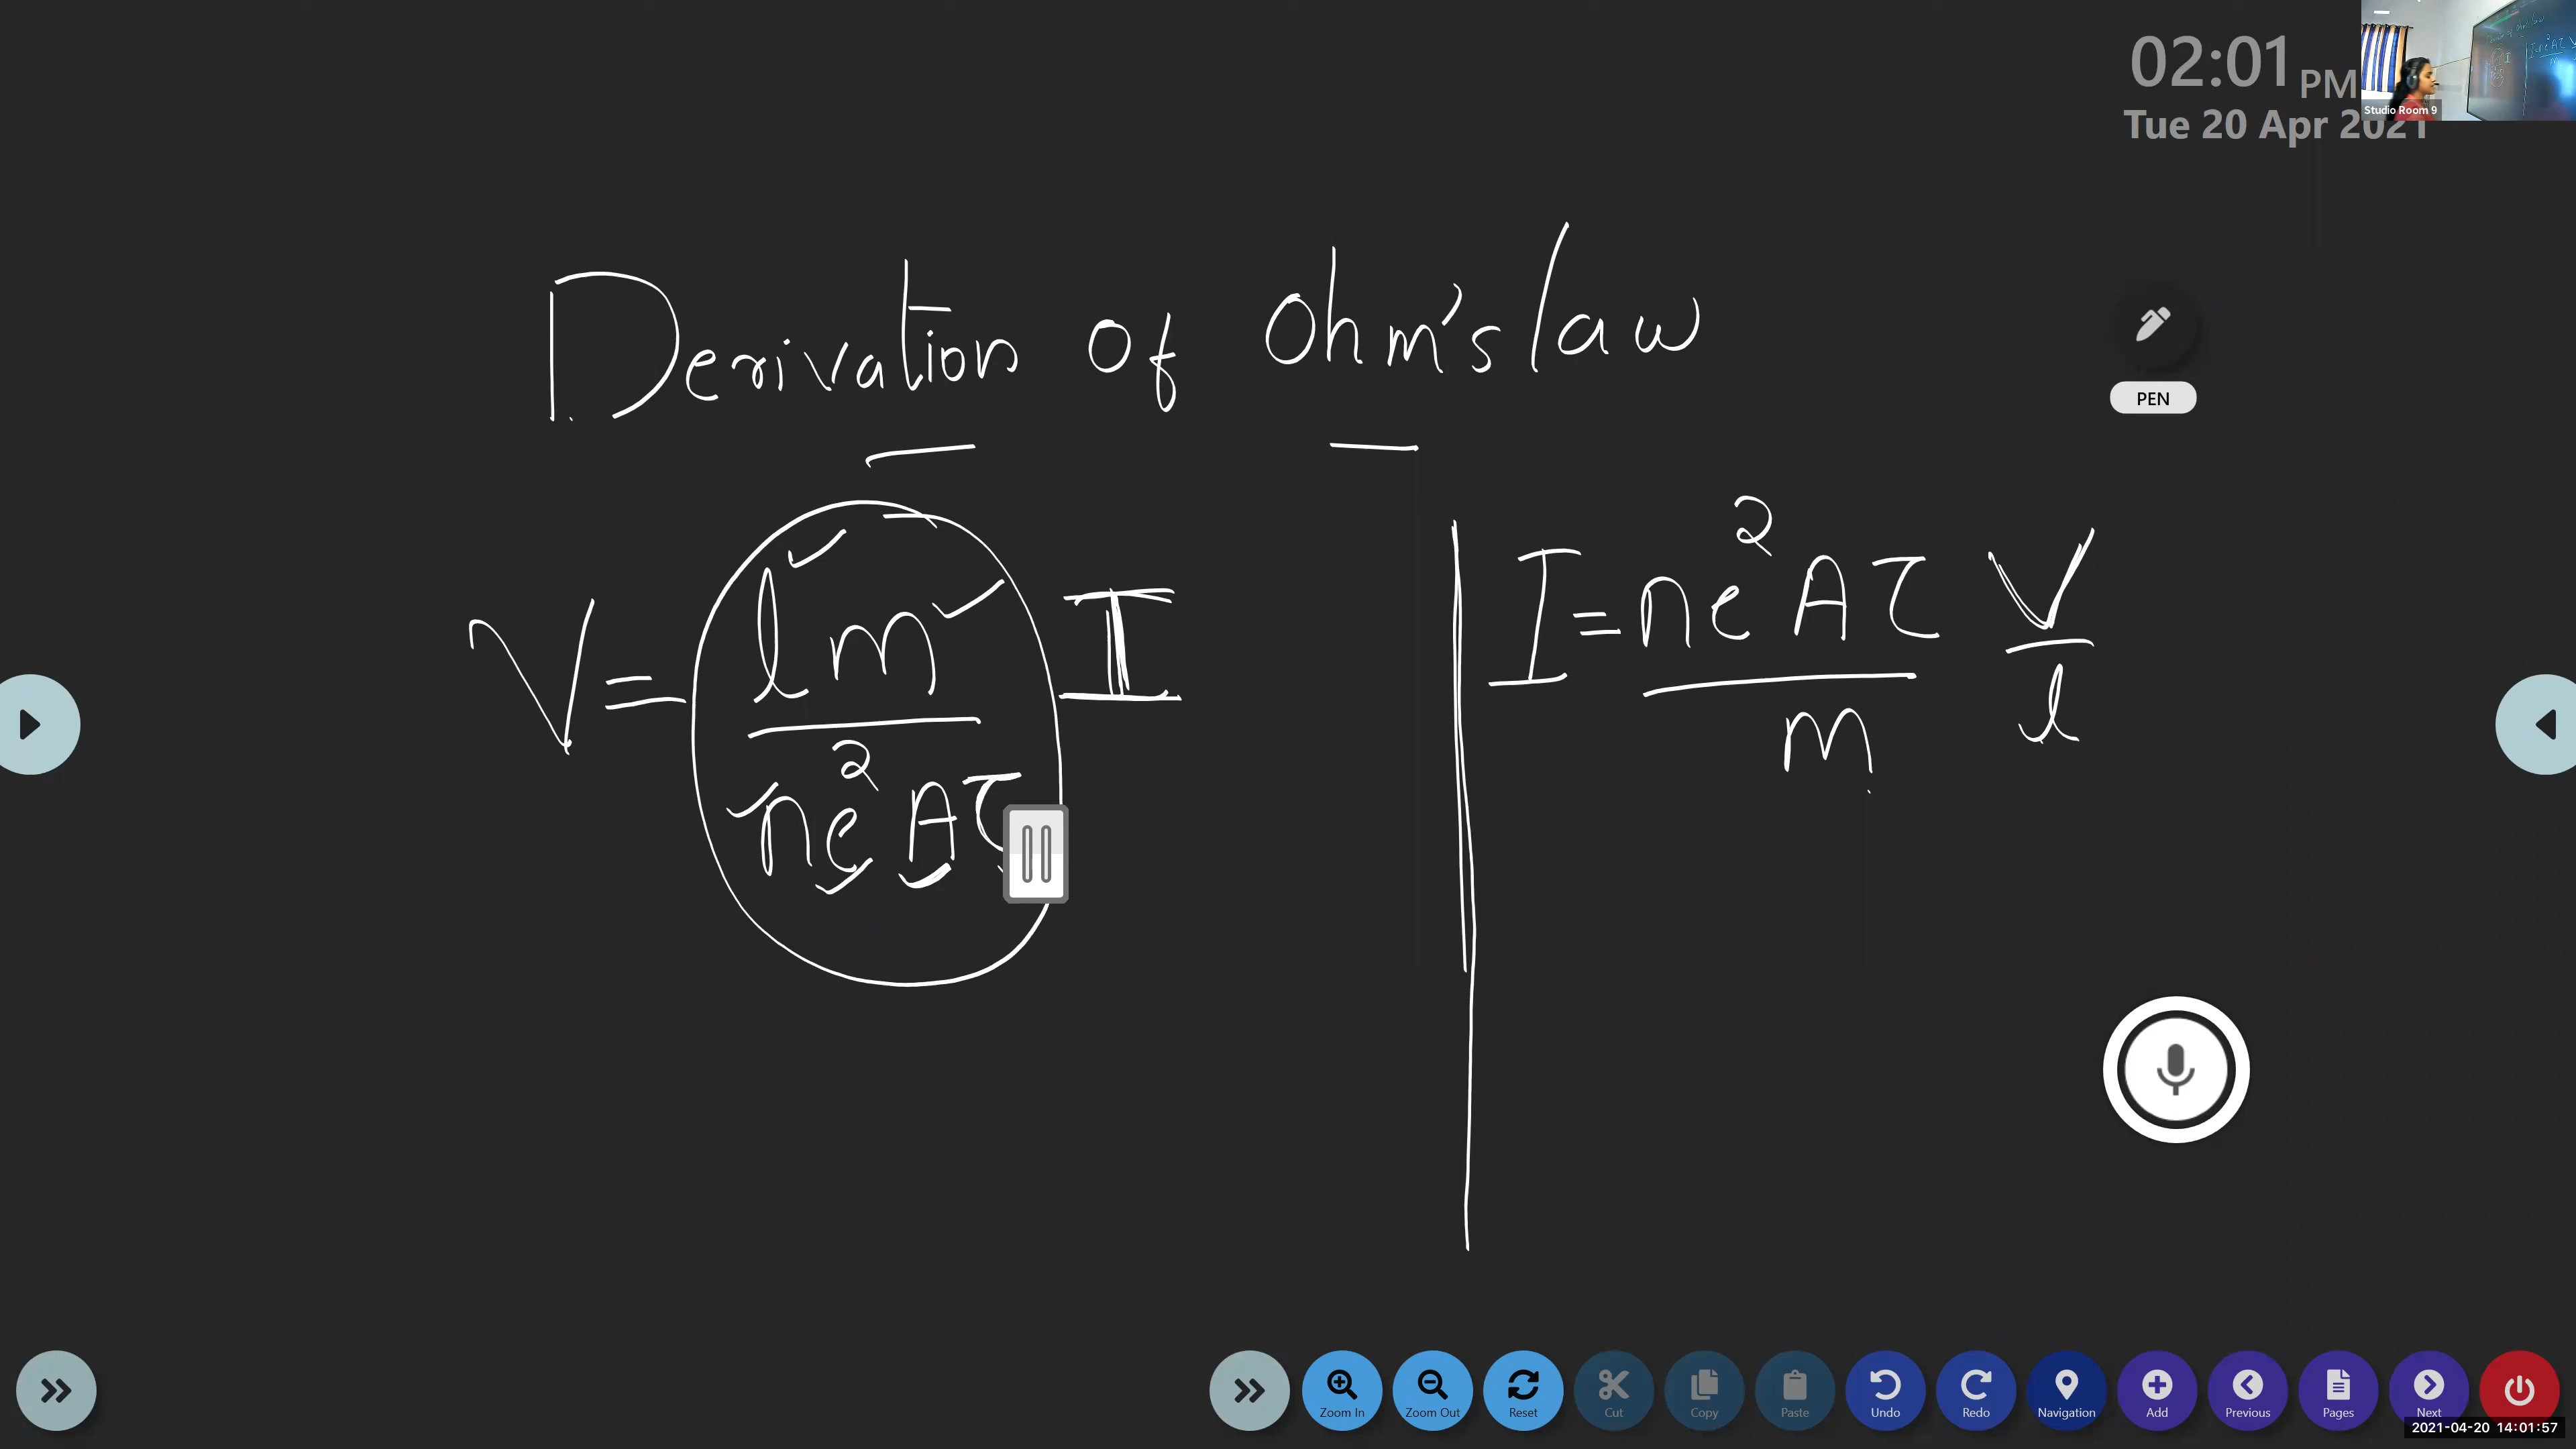 02:01 PM
Tue 20 Apr 2021
Studio Room 9
Derivation of Ohm's law
PEN
V = lm / ne²Aτ I
I = ne²Aτ / m V / l
Zoom In
Zoom Out
Reset
Cut
Copy
Paste
Undo
Redo
Navigation
Add
Previous
Pages
Next
2021-04-20 14:01:57